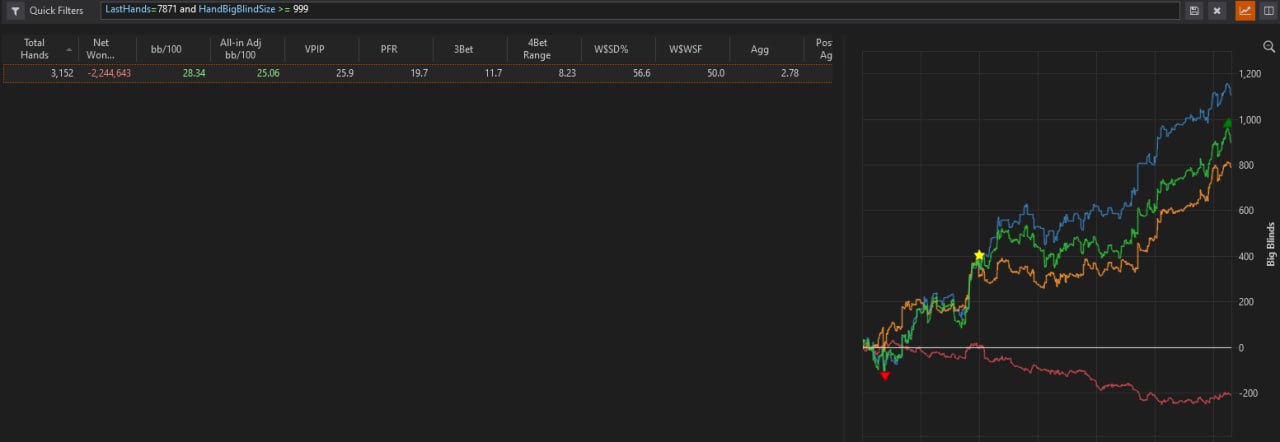 Quick Filters LastHands=7871 and HandBigBlindSize >= 999
Total Hands Net Won... bb/100 All-in Adj bb/100 VPIP PFR 3Bet 4Bet Range W$SD% W$WSF Agg Post Ag
3,152 -2,244,643 28.34 25.06 25.9 19.7 11.7 8.23 56.6 50.0 2.78
1,200
1,000
800
600
400
200
0
-200
Big Blinds